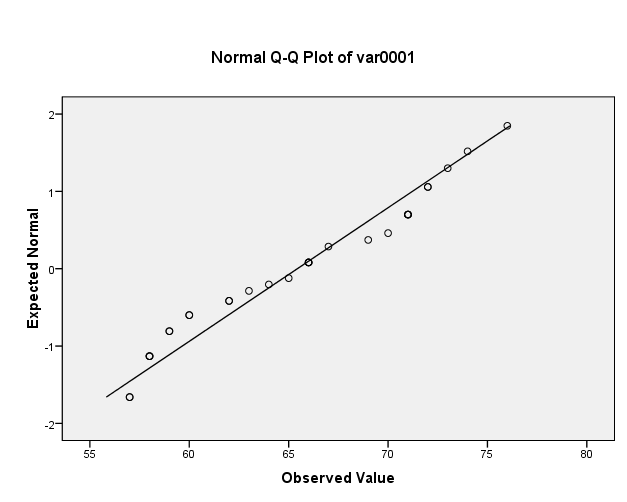 Normal Q-Q Plot of var0001
2
1
0
-1
-2
Expected Normal
55 60 65 70 75 80
Observed Value